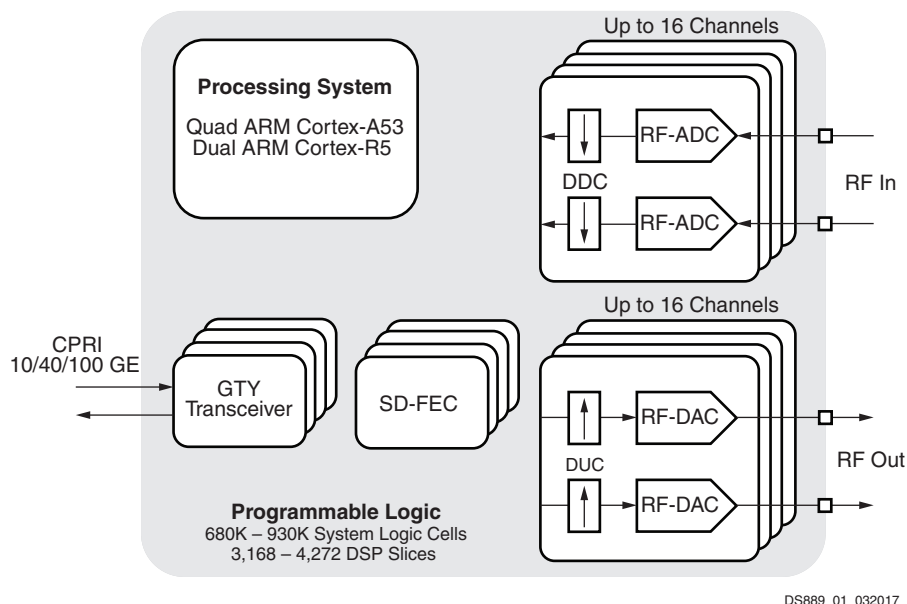 Up to 16 Channels
Processing System
Quad ARM Cortex-A53
Dual ARM Cortex-R5
RF-ADC
DDC
RF-ADC
RF In
Up to 16 Channels
CPRI
10/40/100 GE
GTY
Transceiver
SD-FEC
RF-DAC
DUC
RF-DAC
RF Out
Programmable Logic
680K – 930K System Logic Cells
3,168 – 4,272 DSP Slices
DS889_01_032017